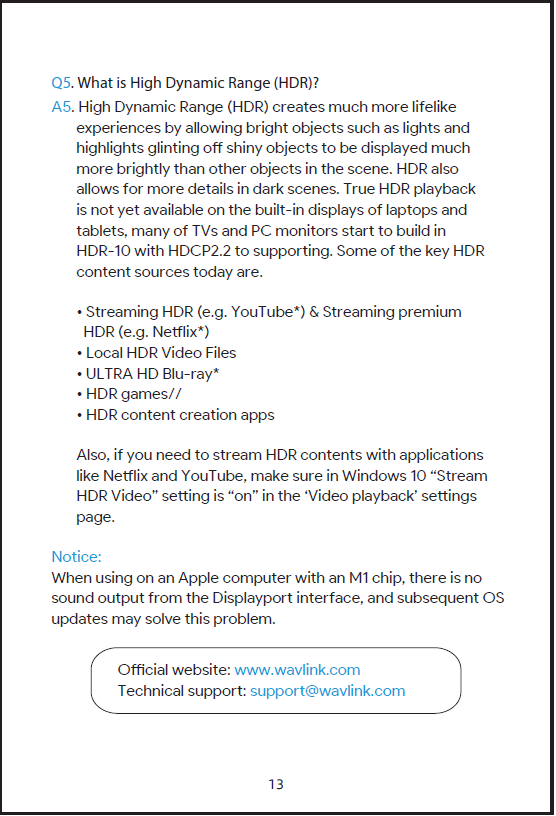 Q5. What is High Dynamic Range (HDR)?
A5. High Dynamic Range (HDR) creates much more lifelike
experiences by allowing bright objects such as lights and
highlights glinting off shiny objects to be displayed much
more brightly than other objects in the scene. HDR also
allows for more details in dark scenes. True HDR playback
is not yet available on the built-in displays of laptops and
tablets, many of TVs and PC monitors start to build in
HDR-10 with HDCP2.2 to supporting. Some of the key HDR
content sources today are.
• Streaming HDR (e.g. YouTube*) & Streaming premium
HDR (e.g. Netflix*)
• Local HDR Video Files
• ULTRA HD Blu-ray*
• HDR games//
• HDR content creation apps
Also, if you need to stream HDR contents with applications
like Netflix and YouTube, make sure in Windows 10 “Stream
HDR Video” setting is “on” in the ‘Video playback’ settings
page.
Notice:
When using on an Apple computer with an M1 chip, there is no
sound output from the Displayport interface, and subsequent OS
updates may solve this problem.
Official website: www.wavlink.com
Technical support: support@wavlink.com
13